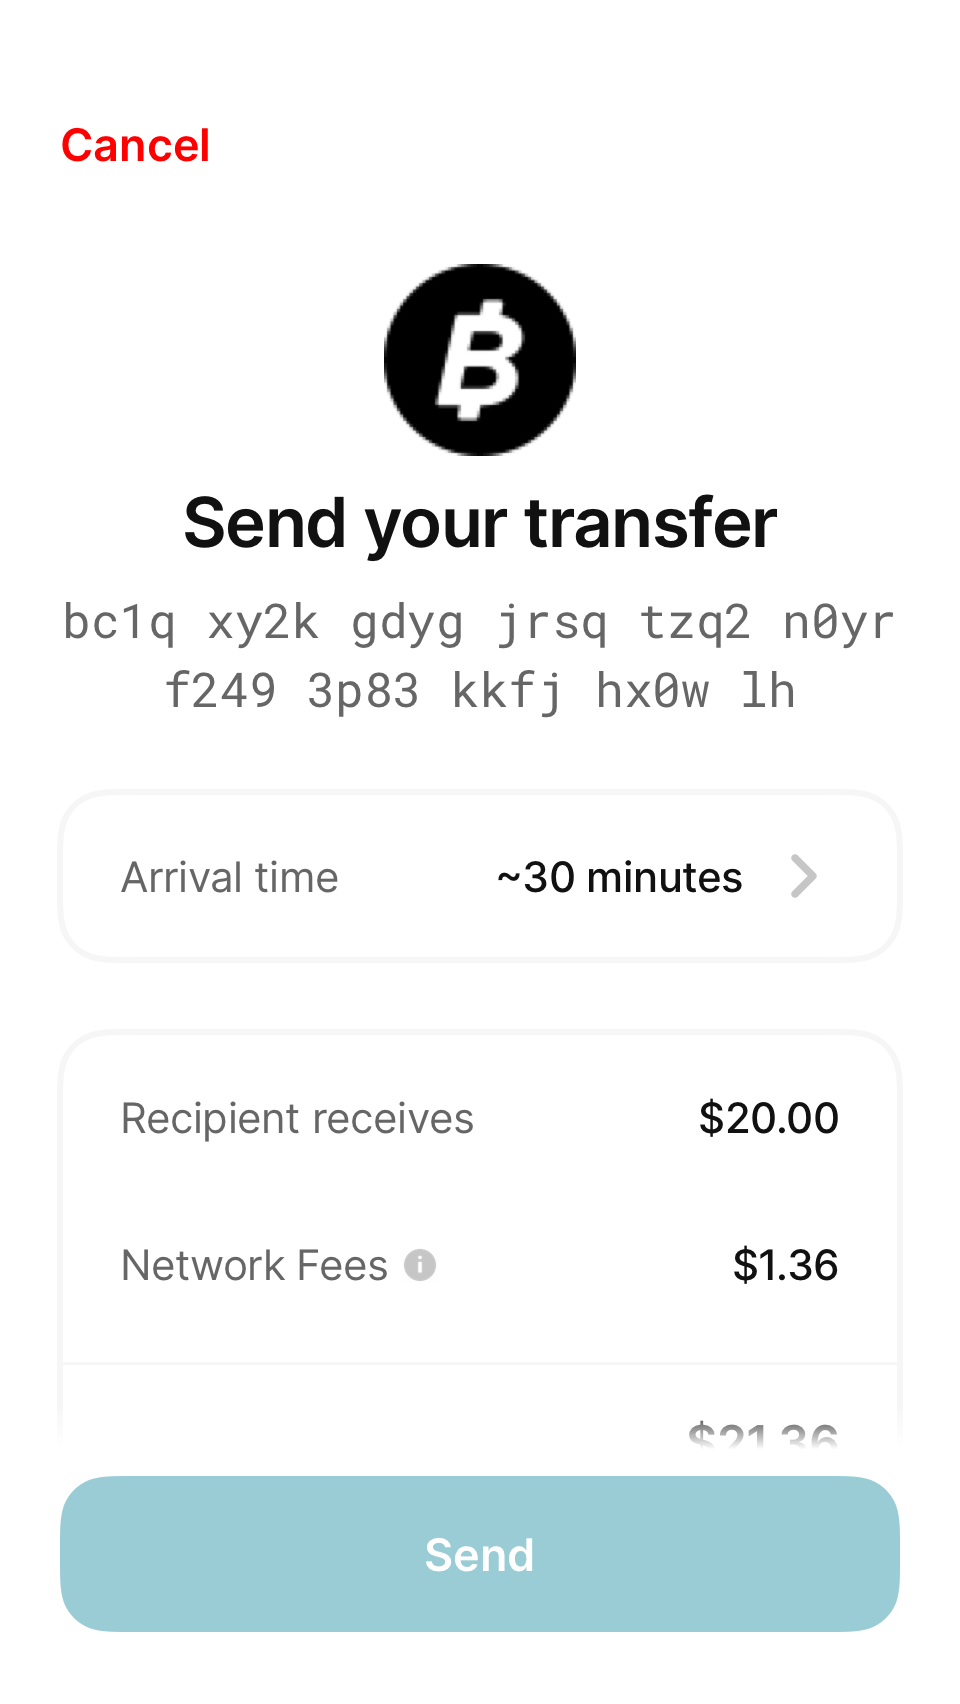 Cancel
Send your transfer
bc1q xy2k gdyg jrsq tzq2 n0yr
f249 3p83 kkfj hx0w lh
Arrival time ~30 minutes
Recipient receives $20.00
Network Fees $1.36
$21.36
Send